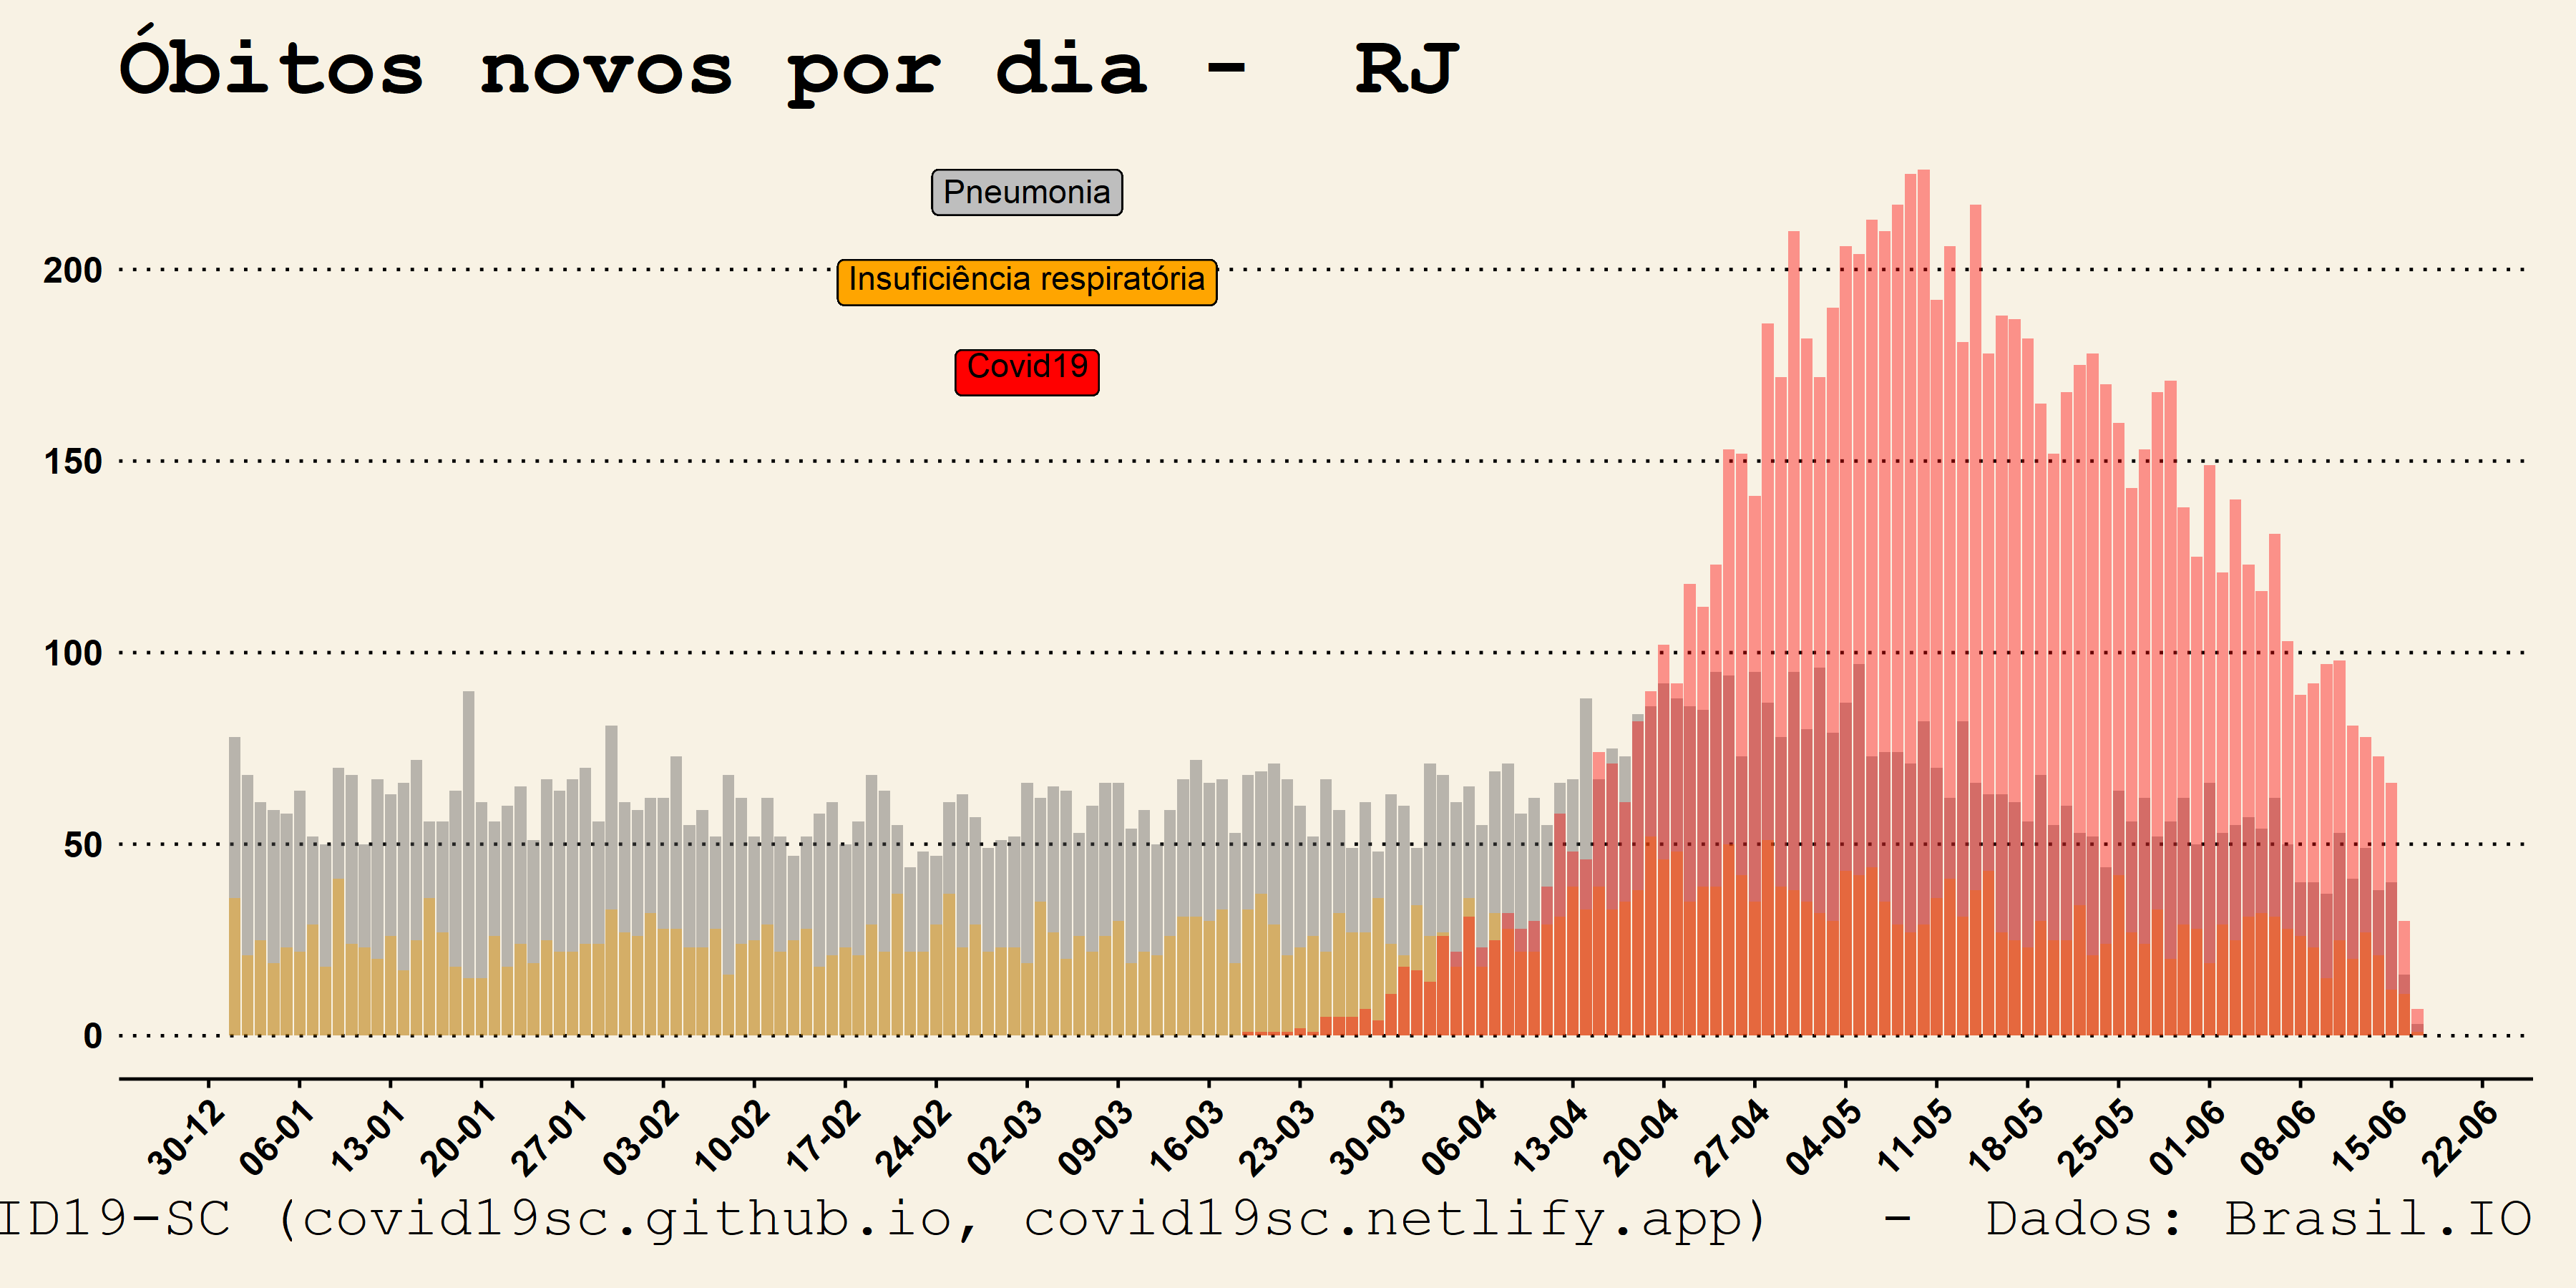 Óbitos novos por dia - RJ
Pneumonia
Insuficiência respiratória
Covid19
200
150
100
50
0
30-12 06-01 13-01 20-01 27-01 03-02 10-02 17-02 24-02 02-03 09-03 16-03 23-03 30-03 06-04 13-04 20-04 27-04 04-05 11-05 18-05 25-05 01-06 08-06 15-06 22-06
ID19-SC (covid19sc.github.io, covid19sc.netlify.app) - Dados: Brasil.IO